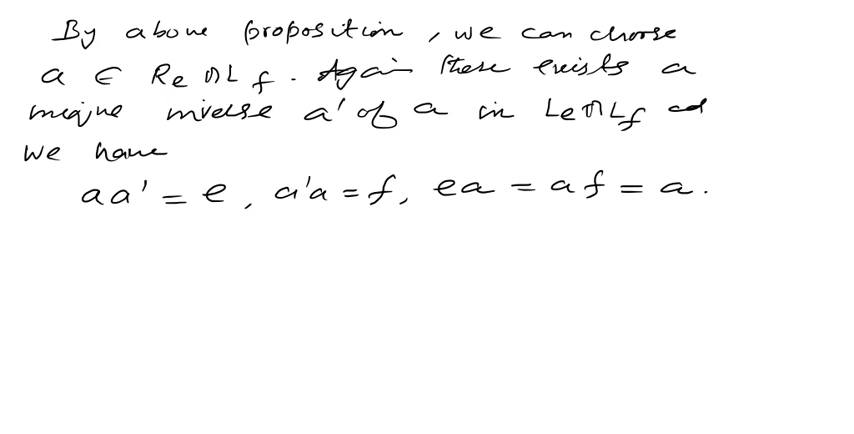 By above proposition, we can choose
a ∈ Re ∩ L f. Again there exists a
unique inverse a' of a in Le ∩ Lf and
we have
aa' = e, a'a = f, ea = af = a.